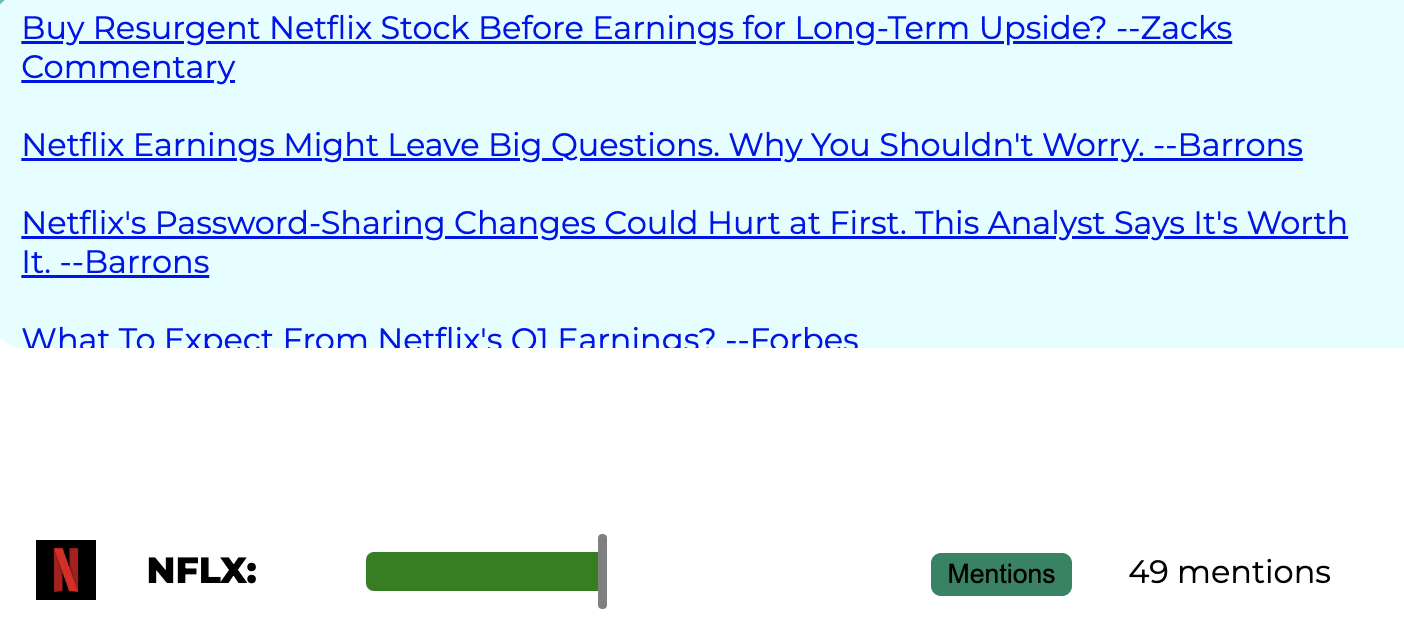 Buy Resurgent Netflix Stock Before Earnings for Long-Term Upside? --Zacks
Commentary
Netflix Earnings Might Leave Big Questions. Why You Shouldn't Worry. --Barrons
Netflix's Password-Sharing Changes Could Hurt at First. This Analyst Says It's Worth
It. --Barrons
What To Expect From Netflix's Q1 Earnings? --Forbes
N NFLX: Mentions 49 mentions